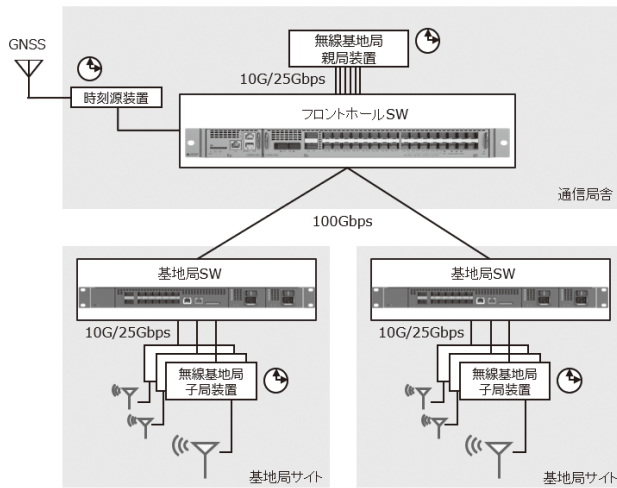 GNSS
時刻源装置
無線基地局
親局装置
10G/25Gbps
フロントホールSW
通信局舎
100Gbps
基地局SW
10G/25Gbps
無線基地局
子局装置
基地局サイト
基地局SW
10G/25Gbps
無線基地局
子局装置
基地局サイト